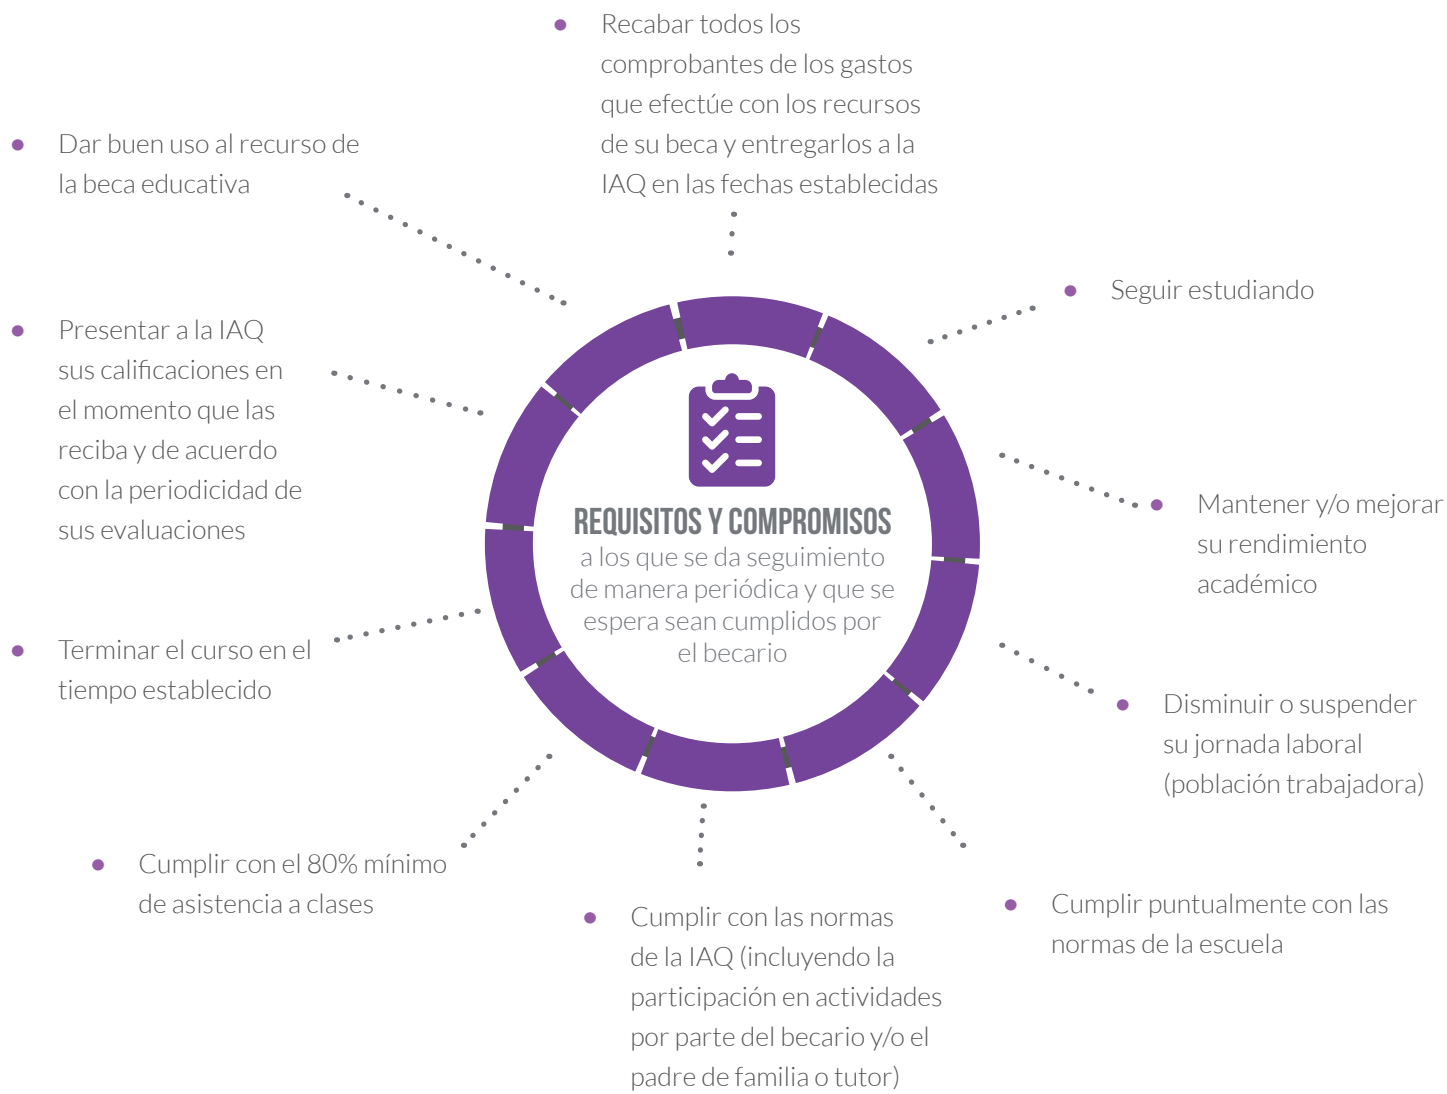 Recabar todos los
comprobantes de los gastos
que efectúe con los recursos
de su beca y entregarlos a la
IAQ en las fechas establecidas
Dar buen uso al recurso de
la beca educativa
Seguir estudiando
Presentar a la IAQ
sus calificaciones en
el momento que las
reciba y de acuerdo
con la periodicidad de
sus evaluaciones
Mantener y/o mejorar
su rendimiento
académico
REQUISITOS Y COMPROMISOS
a los que se da seguimiento
de manera periódica y que se
espera sean cumplidos por
el becario
Terminar el curso en el
tiempo establecido
Disminuir o suspender
su jornada laboral
(población trabajadora)
Cumplir con el 80% mínimo
de asistencia a clases
Cumplir con las normas
de la IAQ (incluyendo la
participación en actividades
por parte del becario y/o el
padre de familia o tutor)
Cumplir puntualmente con las
normas de la escuela